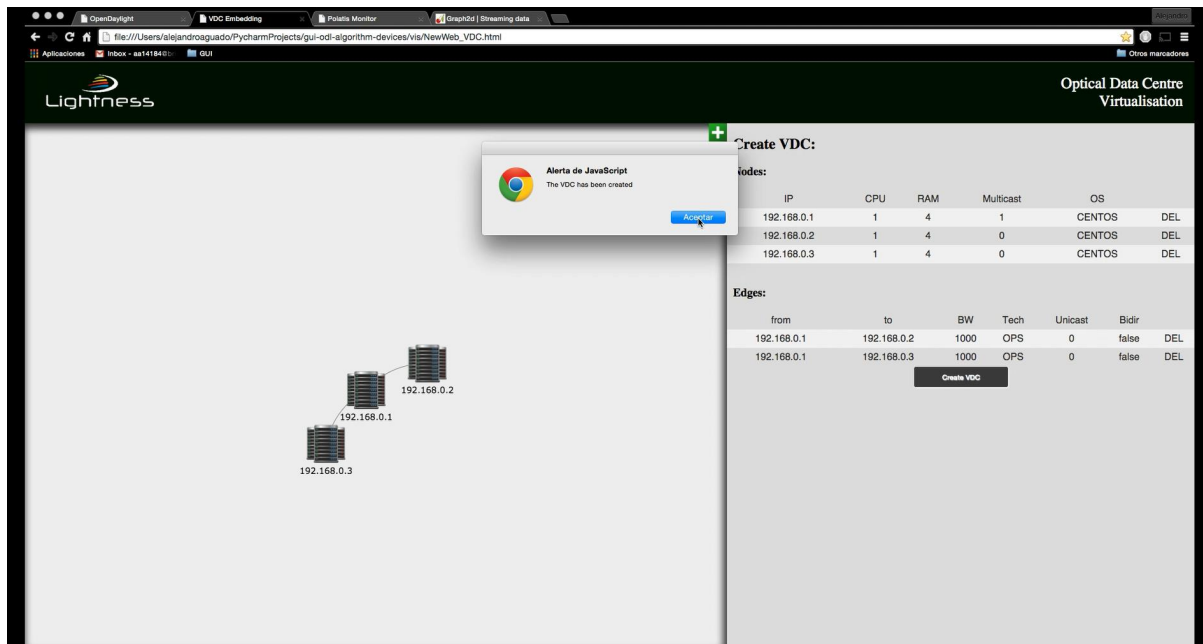 OpenDaylight
VDC Embedding
Polatis Monitor
Graph2d | Streaming data
Alejandro
file:///Users/alejandroaguado/PycharmProjects/gui-odl-algorithm-devices/vis/NewWeb_VDC.html
Aplicaciones
GUI
Otros marcadores
Lightness
Optical Data Centre
Virtualisation
Create VDC:
Nodes:
IP CPU RAM Multicast OS
192.168.0.1 1 4 1 CENTOS DEL
192.168.0.2 1 4 0 CENTOS DEL
192.168.0.3 1 4 0 CENTOS DEL
Edges:
from to BW Tech Unicast Bidir
192.168.0.1 192.168.0.2 1000 OPS 0 false DEL
192.168.0.1 192.168.0.3 1000 OPS 0 false DEL
Create VDC
Alerta de JavaScript
The VDC has been created
Aceptar
192.168.0.2
192.168.0.1
192.168.0.3